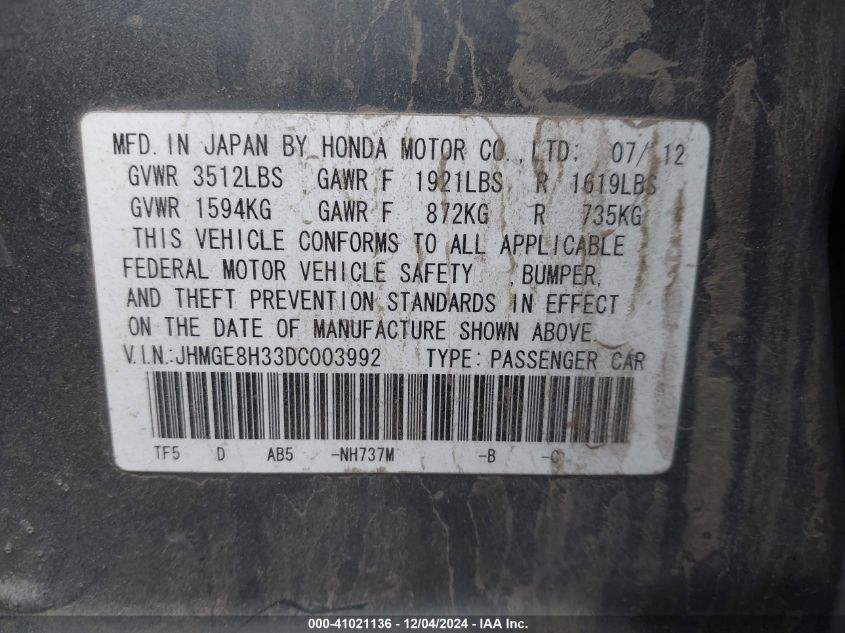 MFD. IN JAPAN BY HONDA MOTOR CO.,LTD: 07/ 12
GVWR 3512LBS GAWR F 1921LBS R 1619LBS
GVWR 1594KG GAWR F 872KG R 735KG
THIS VEHICLE CONFORMS TO ALL APPLICABLE
FEDERAL MOTOR VEHICLE SAFETY ,BUMPER,
AND THEFT PREVENTION STANDARDS IN EFFECT
ON THE DATE OF MANUFACTURE SHOWN ABOVE
V.I.N.:JHMGE8H33DC003992 TYPE: PASSENGER CAR
TF5 D AB5 -NH737M -B -C
000-41021136 - 12/04/2024 - IAA Inc.